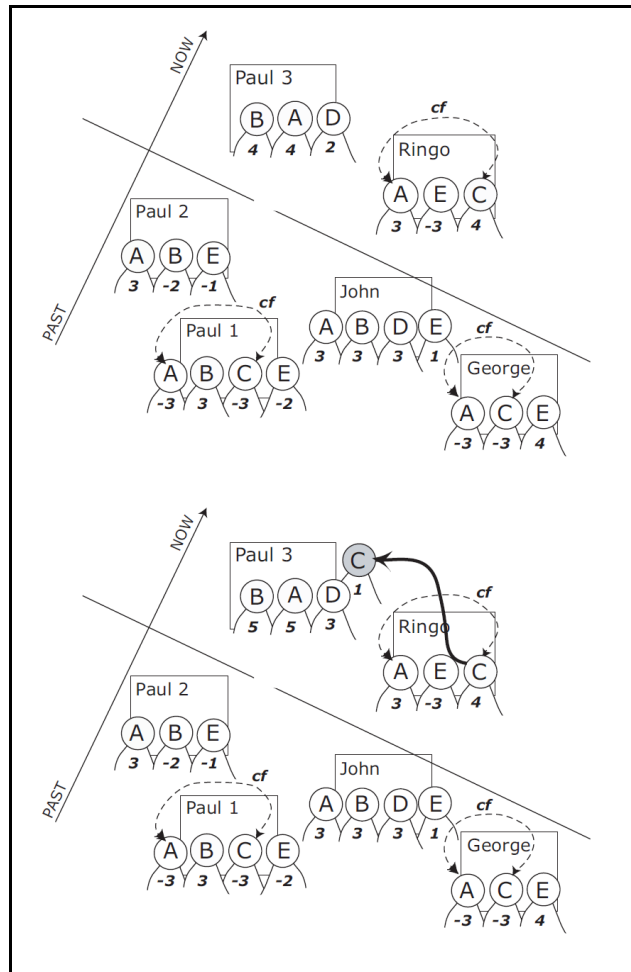 NOW
Paul 3
B A D
4 4 2
cf
Ringo
A E C
3 -3 4
Paul 2
A B E
3 -2 -1
PAST
cf
Paul 1
A B C E
-3 3 -3 -2
John
A B D E
3 3 3 1
cf
George
A C E
-3 -3 4
NOW
Paul 3
C
1
B A D
5 5 3
cf
Ringo
A E C
3 -3 4
Paul 2
A B E
3 -2 -1
PAST
cf
Paul 1
A B C E
-3 3 -3 -2
John
A B D E
3 3 3 1
cf
George
A C E
-3 -3 4